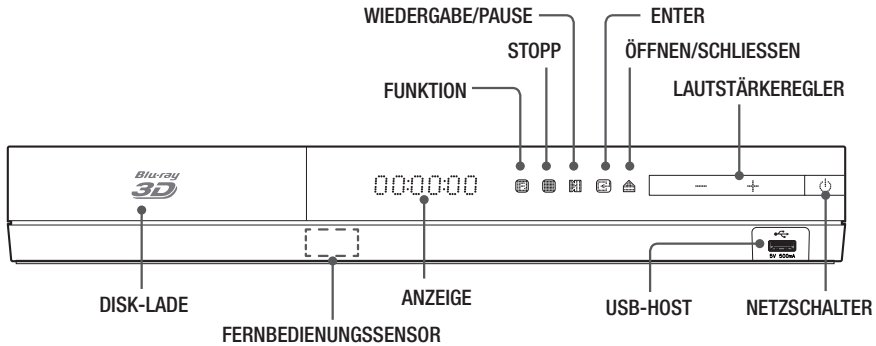 WIEDERGABE/PAUSE
ENTER
STOPP
ÖFFNEN/SCHLIESSEN
FUNKTION
LAUTSTÄRKEREGLER
Blu-ray
3D
00:00:00
5V 500mA
DISK-LADE
ANZEIGE
USB-HOST
NETZSCHALTER
FERNBEDIENUNGSSENSOR